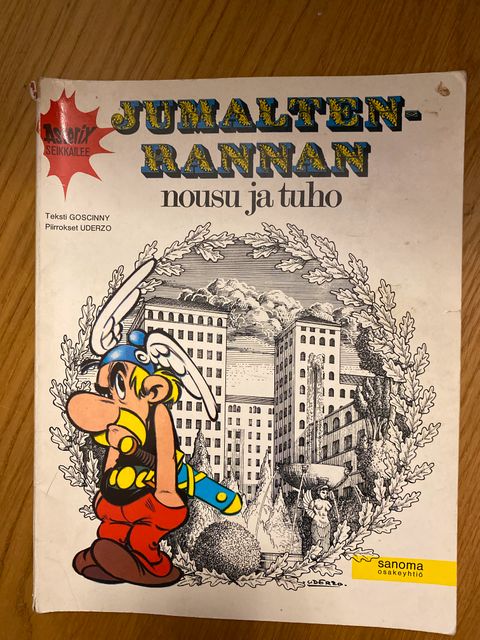 AsteriX
SEIKKAILEE
JUMALTEN-
RANNAN
nousu ja tuho
Teksti GOSCINNY
Piirrokset UDERZO
UDERZO.
sanoma
osakeyhtiö